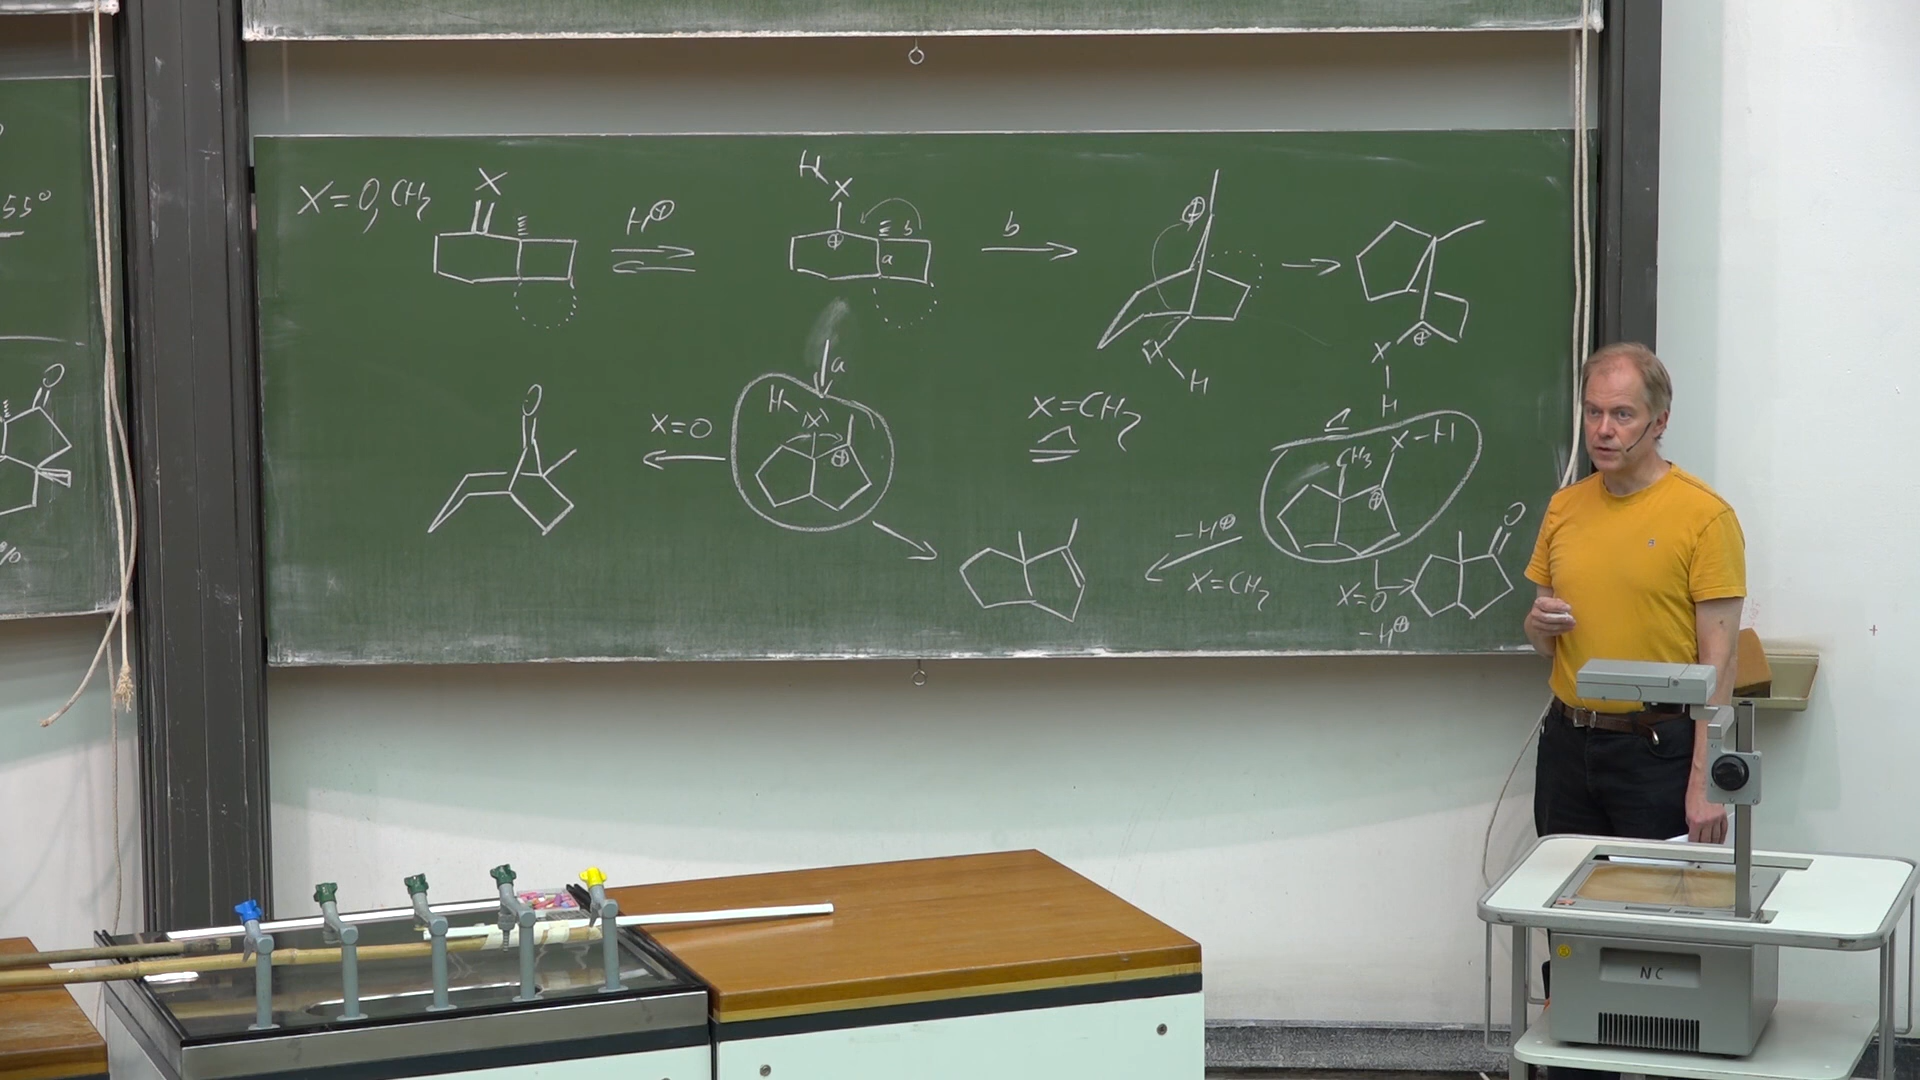 55°
O
%
X=O, CH₂
X
H⊕
H
X
⊕
b
a
b
⊕
X
H
⊕
X
H
a
X=O
O
H
X
⊕
X=CH₂
CH₃
X-H
⊕
-H⊕
X=CH₂
X=O
-H⊕
O
NC